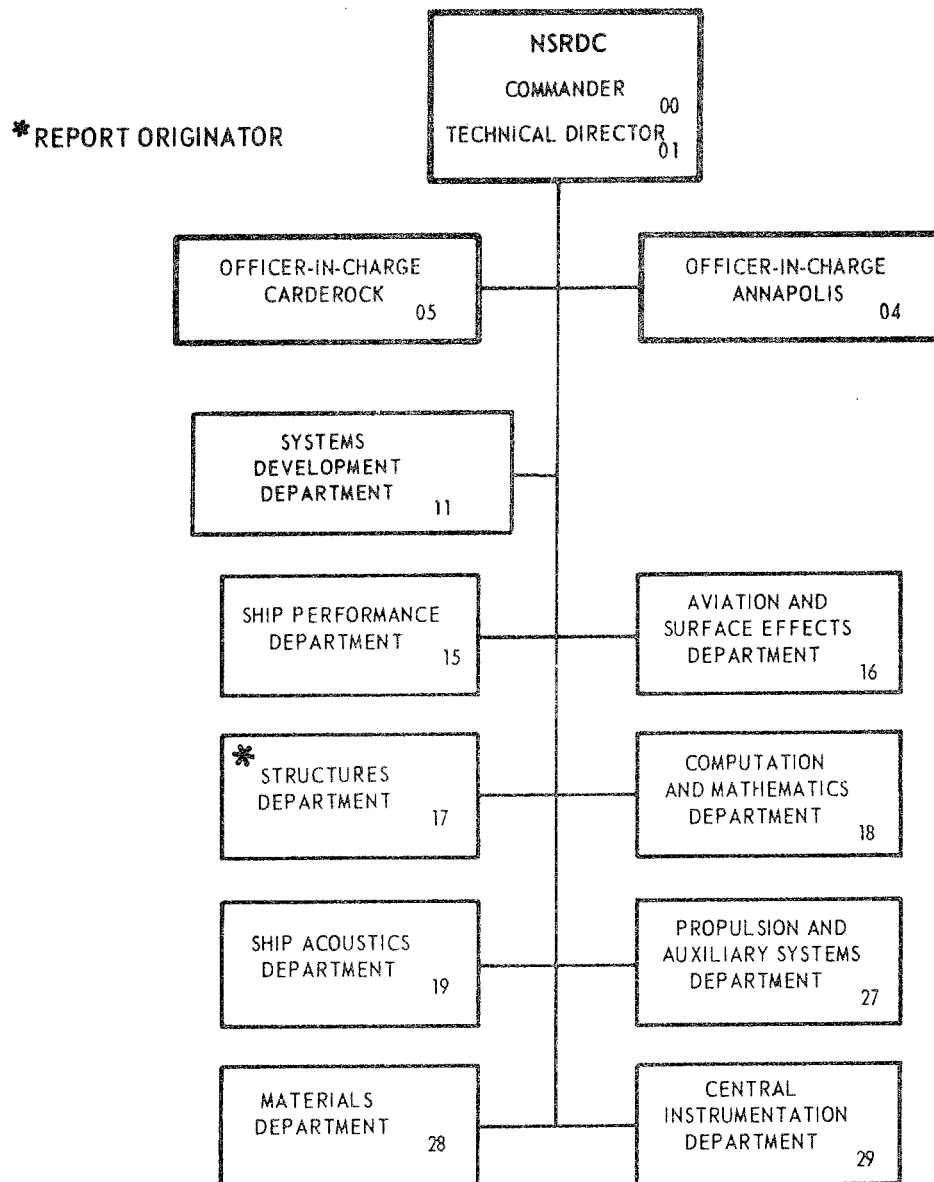 NSRDC
COMMANDER
00
TECHNICAL DIRECTOR
01
*REPORT ORIGINATOR
OFFICER-IN-CHARGE
CARDEROCK
05
OFFICER-IN-CHARGE
ANNAPOLIS
04
SYSTEMS
DEVELOPMENT
DEPARTMENT
11
SHIP PERFORMANCE
DEPARTMENT
15
AVIATION AND
SURFACE EFFECTS
DEPARTMENT
16
*
STRUCTURES
DEPARTMENT
17
COMPUTATION
AND MATHEMATICS
DEPARTMENT
18
SHIP ACOUSTICS
DEPARTMENT
19
PROPULSION AND
AUXILIARY SYSTEMS
DEPARTMENT
27
MATERIALS
DEPARTMENT
28
CENTRAL
INSTRUMENTATION
DEPARTMENT
29